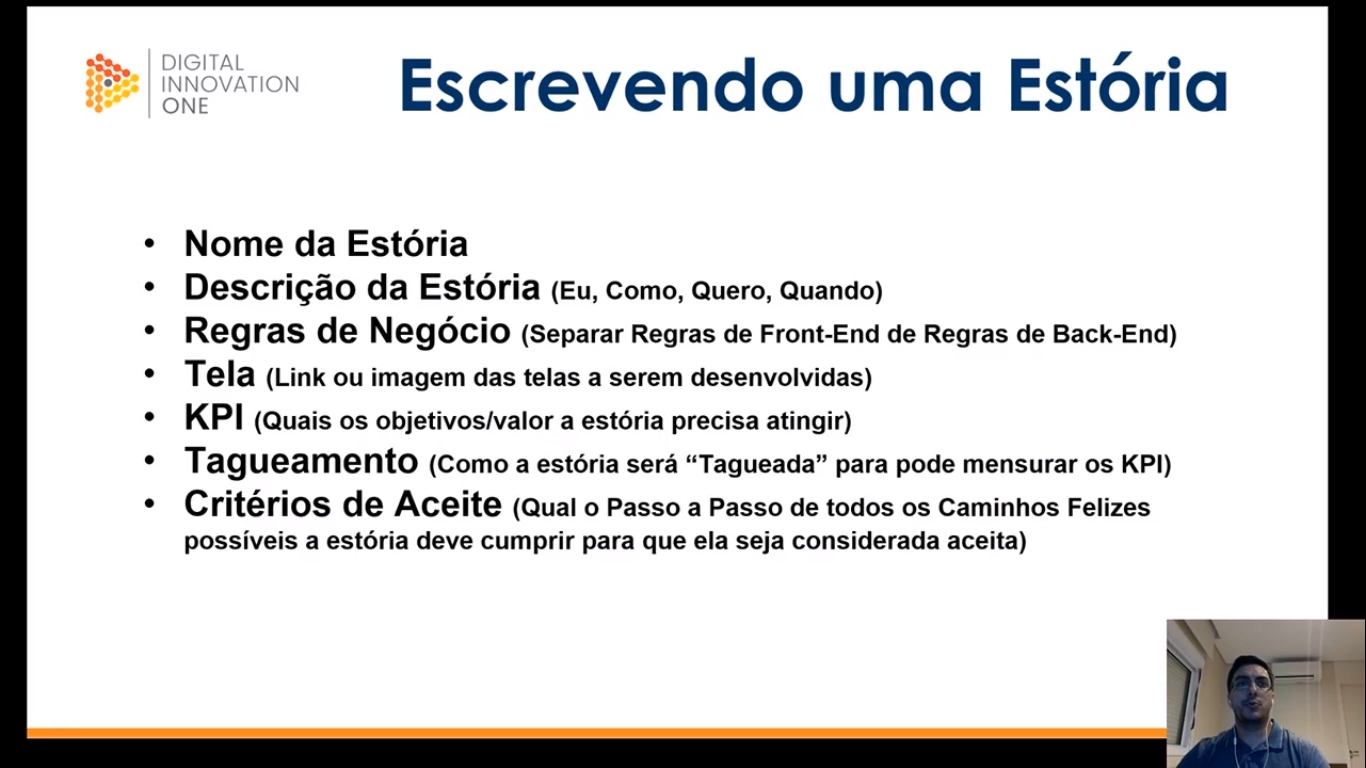 DIGITAL
INNOVATION
ONE
Escrevendo uma Estória
• Nome da Estória
• Descrição da Estória (Eu, Como, Quero, Quando)
• Regras de Negócio (Separar Regras de Front-End de Regras de Back-End)
• Tela (Link ou imagem das telas a serem desenvolvidas)
• KPI (Quais os objetivos/valor a estória precisa atingir)
• Tagueamento (Como a estória será “Tagueada” para pode mensurar os KPI)
• Critérios de Aceite (Qual o Passo a Passo de todos os Caminhos Felizes
possíveis a estória deve cumprir para que ela seja considerada aceita)